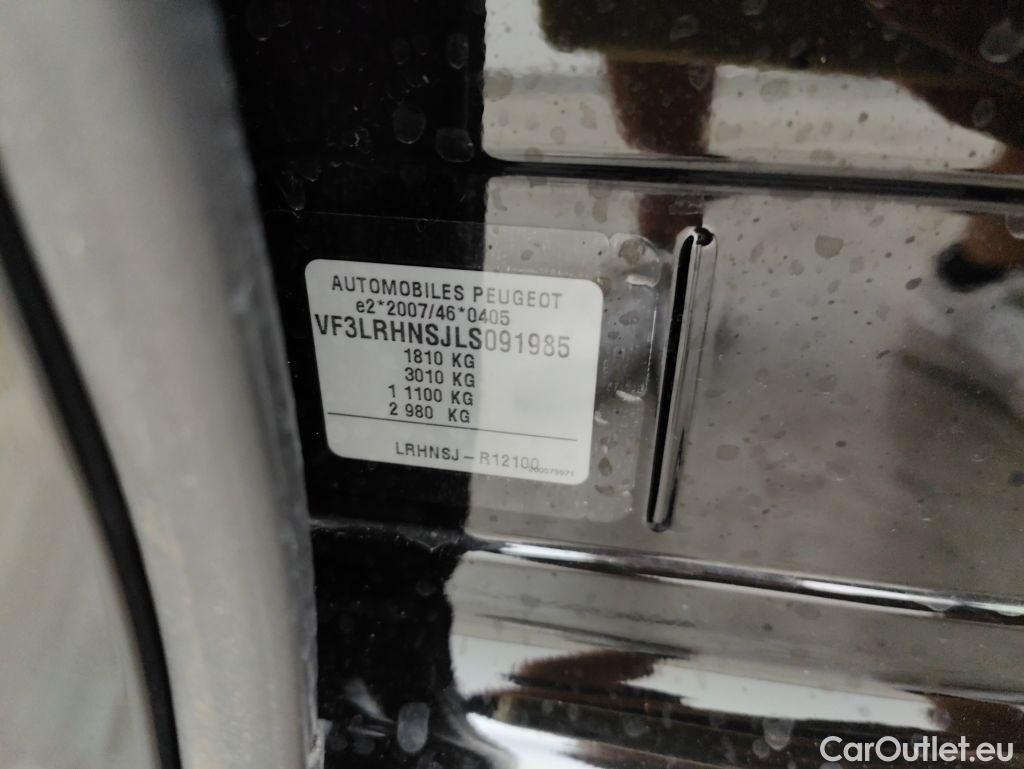 AUTOMOBILES PEUGEOT
e2*2007/46*0405
VF3LRHNSJLS091985
1810 KG
3010 KG
1 1100 KG
2 980 KG
LRHNSJ-R12100
CarOutlet.eu